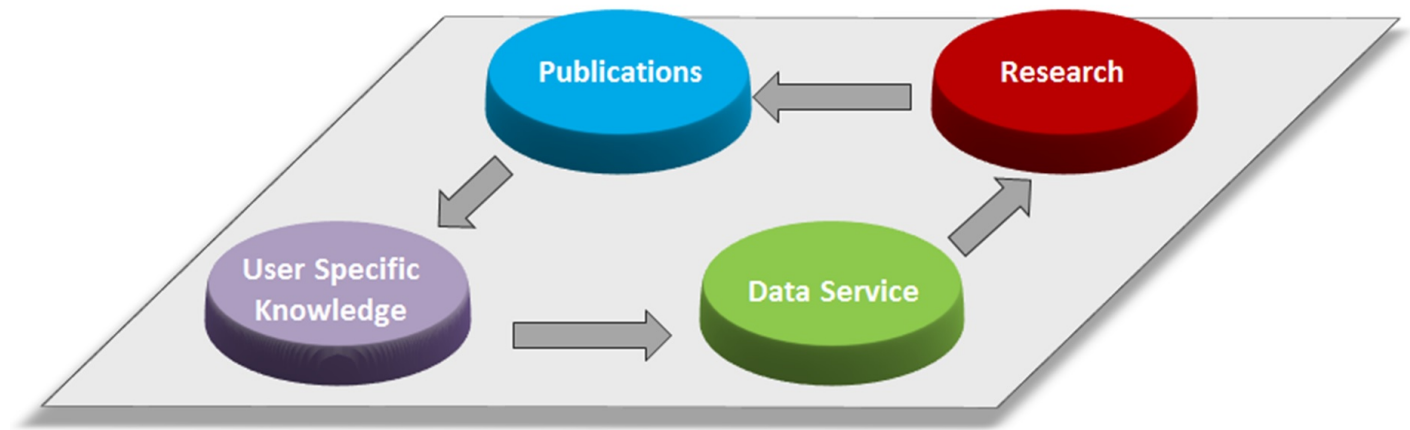 Publications
Research
User Specific
Knowledge
Data Service